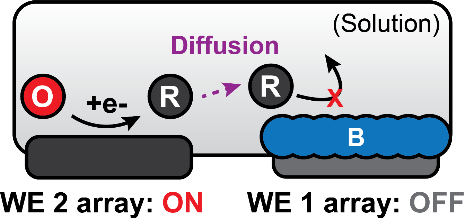 (Solution)
Diffusion
O
+e-
R
R
X
B
WE 2 array: ON
WE 1 array: OFF